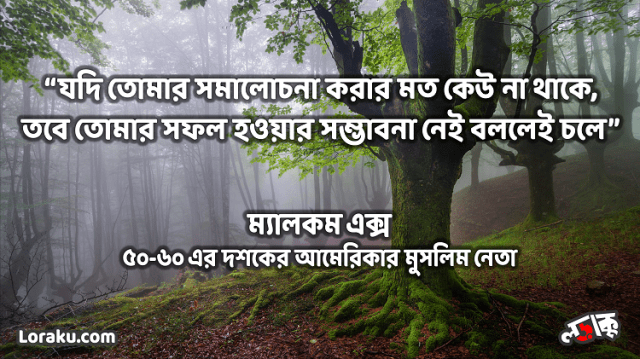 “যদি তোমার সমালোচনা করার মত কেউ না থাকে,
তবে তোমার সফল হওয়ার সম্ভাবনা নেই বললেই চলে”
ম্যালকম এক্স
৫০-৬০ এর দশকের আমেরিকার মুসলিম নেতা
Loraku.com
লড়াকু